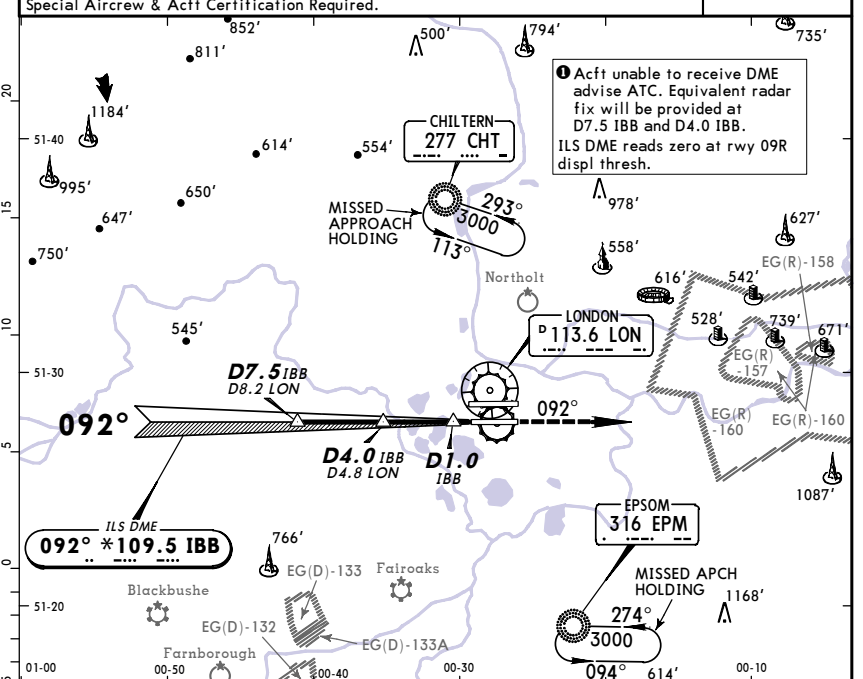 Special Aircrew & Acft Certification Required.
852'
811'
500'
794'
735'
❶ Acft unable to receive DME
advise ATC. Equivalent radar
fix will be provided at
D7.5 IBB and D4.0 IBB.
ILS DME reads zero at rwy 09R
displ thresh.
20
1184'
51-40
CHILTERN
277 CHT
614'
554'
995'
650'
978'
15
647'
MISSED
APPROACH
HOLDING
293°
3000
113°
627'
750'
558'
EG(R)-158
Northolt
616'
542'
10
LONDON
D 113.6 LON
528'
739'
671'
545'
EG(R)
-157
51-30
D7.5 IBB
D8.2 LON
092°
092°
EG(R)
-160
EG(R)-160
5
D4.0 IBB
D4.8 LON
D1.0
IBB
1087'
EPSOM
316 EPM
ILS DME
092° *109.5 IBB
766'
0
EG(D)-133
Fairoaks
MISSED APCH
HOLDING
Blackbushe
51-20
1168'
274°
3000
EG(D)-132
EG(D)-133A
Farnborough
094°
614'
5
01-00
00-50
00-40
00-30
00-10